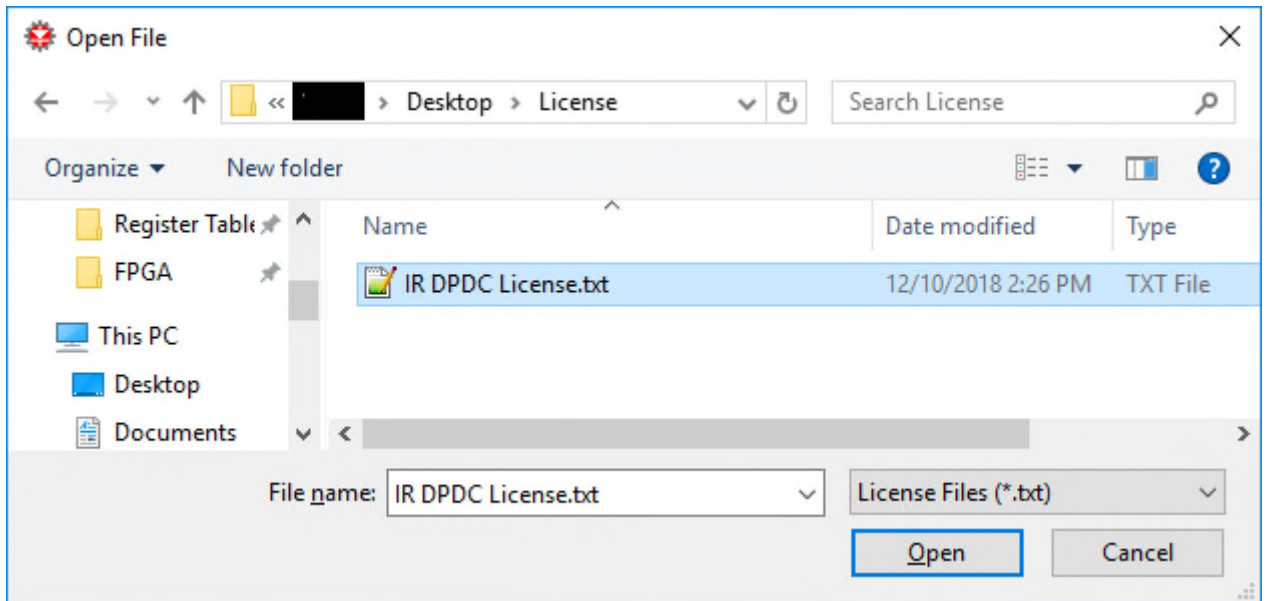 Open File
« > Desktop > License
Search License
Organize
New folder
Register Table
FPGA
This PC
Desktop
Documents
Name
Date modified
Type
IR DPDC License.txt
12/10/2018 2:26 PM
TXT File
File name: IR DPDC License.txt
License Files (*.txt)
Open
Cancel